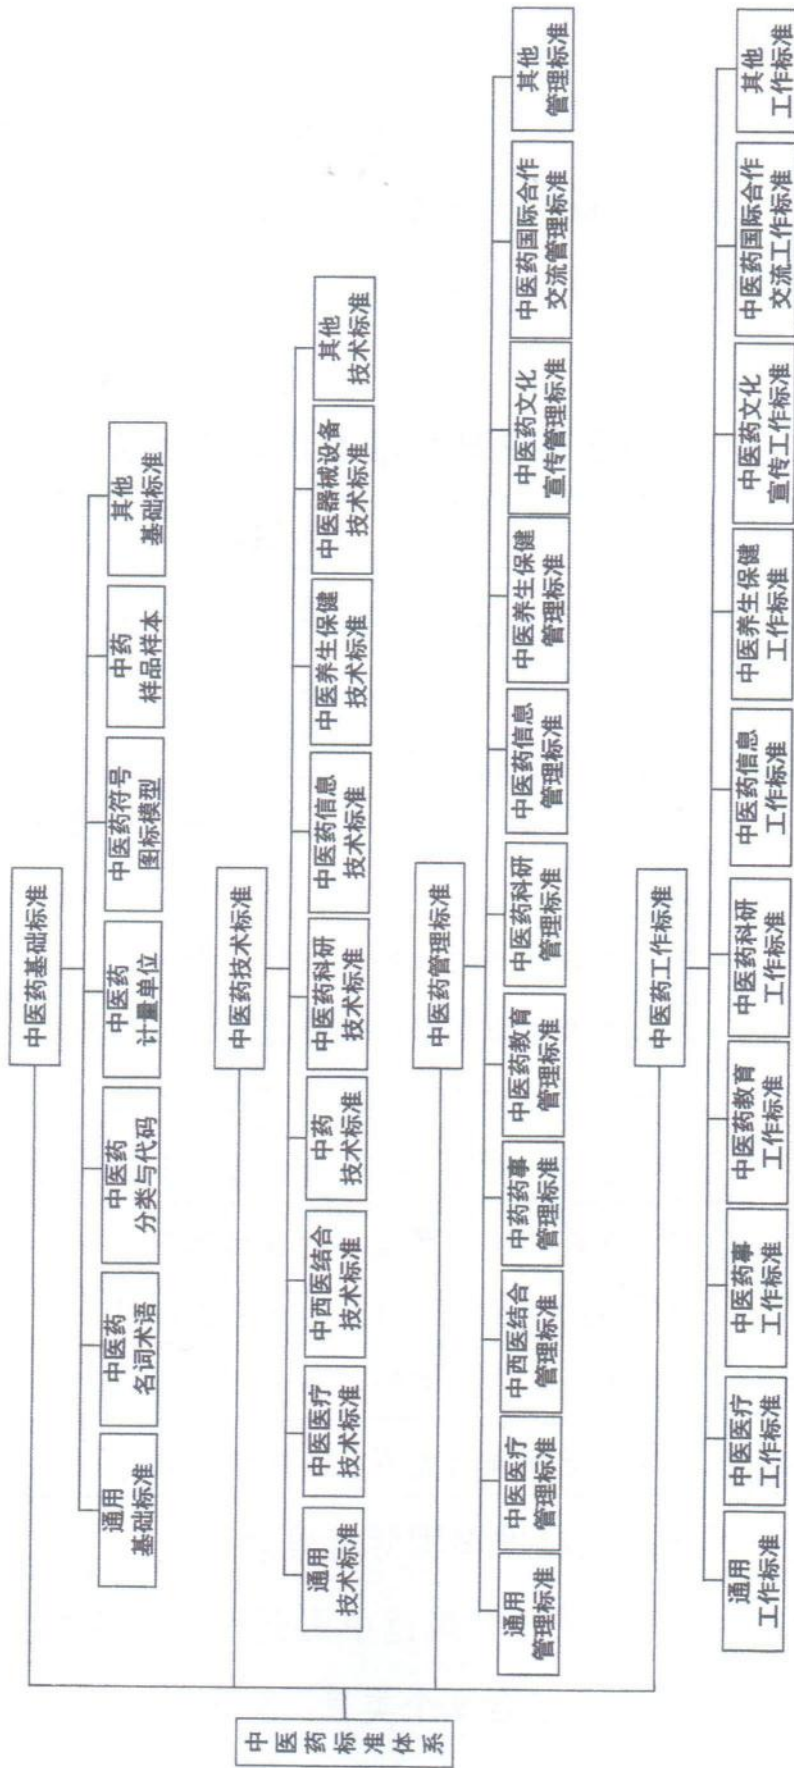 中医药标准体系
中医药基础标准
通用
基础标准
中医药
名词术语
中医药
分类与代码
中医药
计量单位
中医药符号
图标模型
中药
样品样本
其他
基础标准
中医药技术标准
通用
技术标准
中医医疗
技术标准
中西医结合
技术标准
中药
技术标准
中医药科研
技术标准
中医药信息
技术标准
中医养生保健
技术标准
中医器械设备
技术标准
其他
技术标准
中医药管理标准
通用
管理标准
中医医疗
管理标准
中西医结合
管理标准
中药药事
管理标准
中医药教育
管理标准
中医药科研
管理标准
中医药信息
管理标准
中医养生保健
管理标准
中医药文化
宣传管理标准
中医药国际合作
交流管理标准
其他
管理标准
中医药工作标准
通用
工作标准
中医医疗
工作标准
中医药事
工作标准
中医药教育
工作标准
中医药科研
工作标准
中医药信息
工作标准
中医养生保健
工作标准
中医药文化
宣传工作标准
中医药国际合作
交流工作标准
其他
工作标准